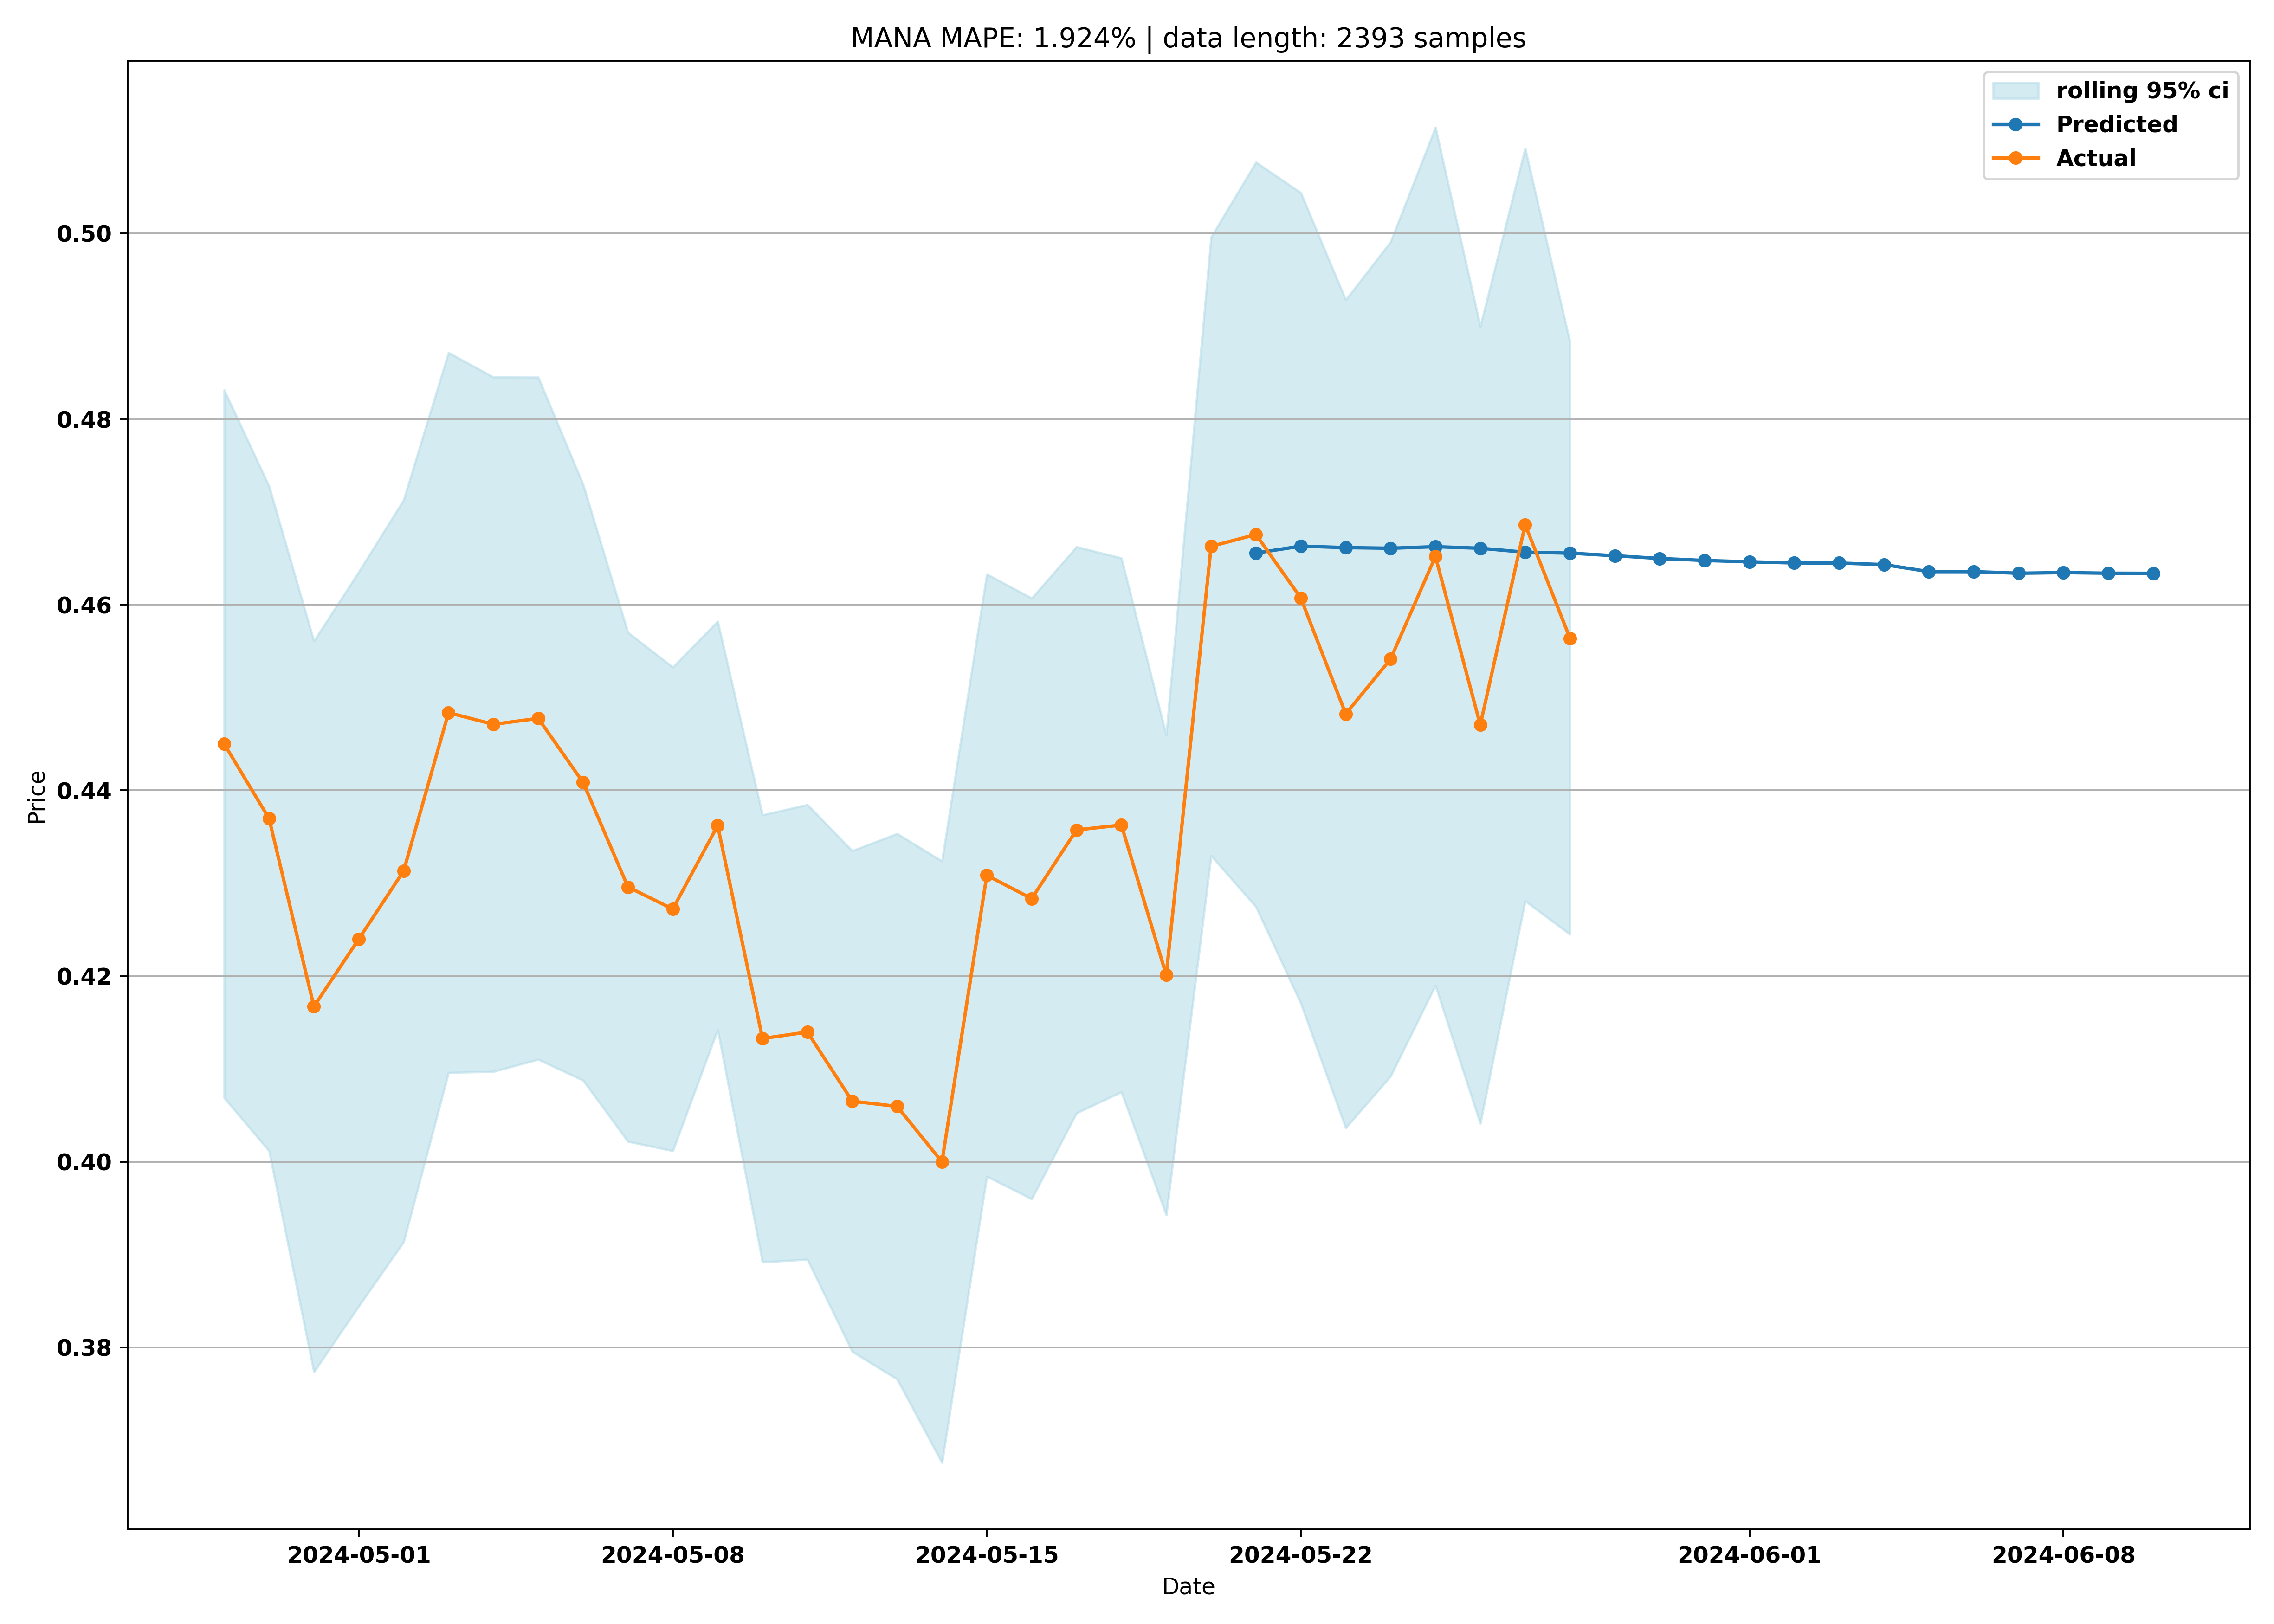 MANA MAPE: 1.924% | data length: 2393 samples
rolling 95% ci
Predicted
Actual
0.50
0.48
0.46
0.44
0.42
0.40
0.38
Price
2024-05-01
2024-05-08
2024-05-15
2024-05-22
2024-06-01
2024-06-08
Date